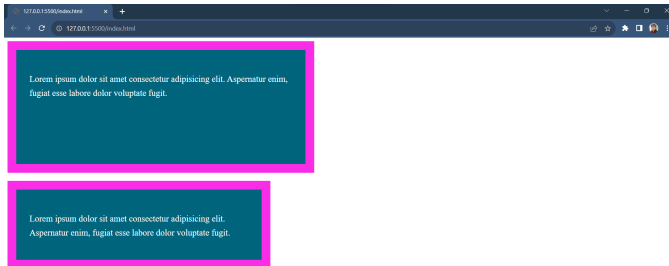 127.0.0.1:5500/index.html
127.0.0.1:5500/index.html
Lorem ipsum dolor sit amet consectetur adipisicing elit. Aspernatur enim,
fugiat esse labore dolor voluptate fugit.
Lorem ipsum dolor sit amet consectetur adipisicing elit.
Aspernatur enim, fugiat esse labore dolor voluptate fugit.